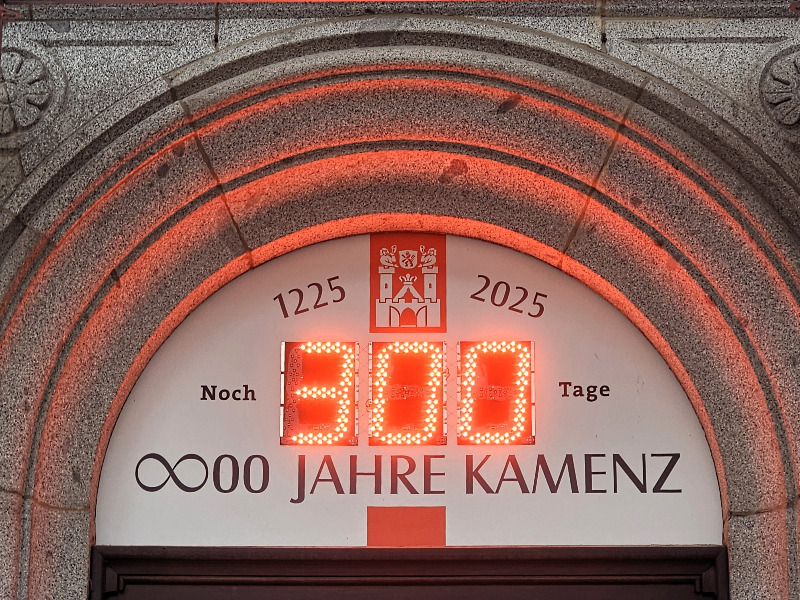 1225 2025
Noch 300 Tage
∞00 JAHRE KAMENZ